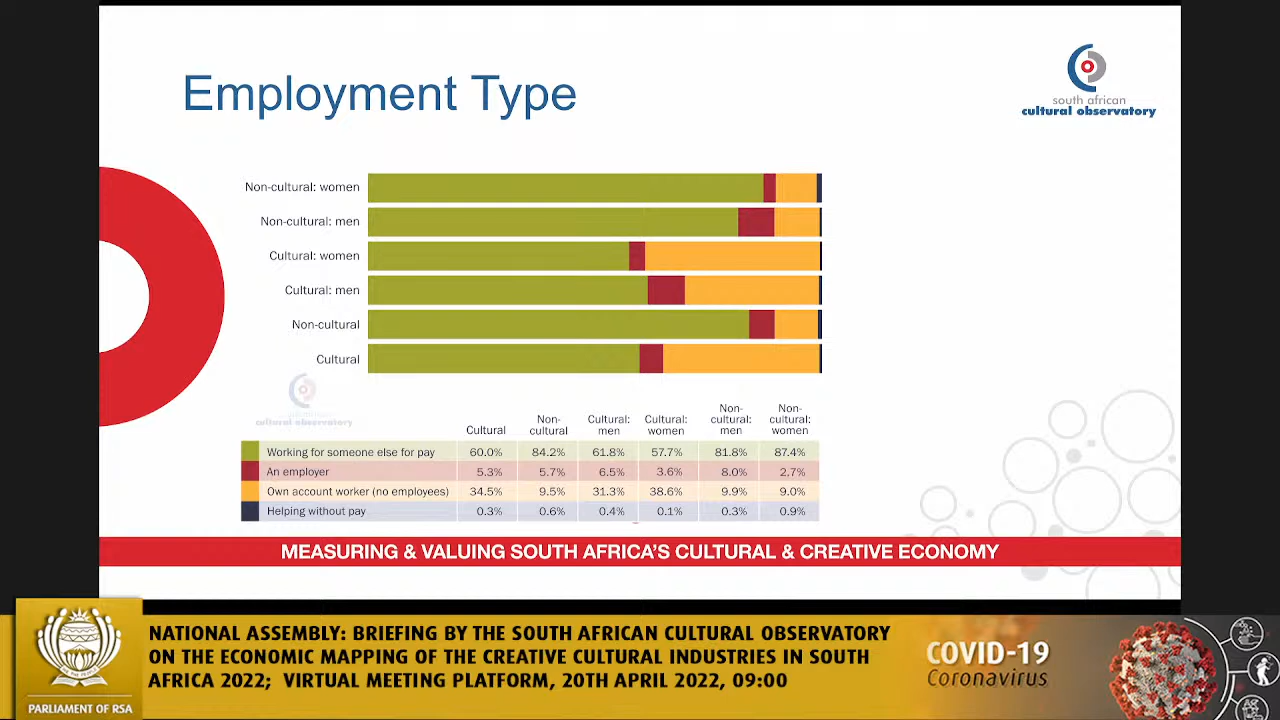 Employment Type
south african
cultural observatory
Non-cultural: women
Non-cultural: men
Cultural: women
Cultural: men
Non-cultural
Cultural
south african
cultural observatory
Cultural Non-cultural Cultural: men Cultural: women Non-cultural: men Non-cultural: women
Working for someone else for pay 60.0% 84.2% 61.8% 57.7% 81.8% 87.4%
An employer 5.3% 5.7% 6.5% 3.6% 8.0% 2.7%
Own account worker (no employees) 34.5% 9.5% 31.3% 38.6% 9.9% 9.0%
Helping without pay 0.3% 0.6% 0.4% 0.1% 0.3% 0.9%
MEASURING & VALUING SOUTH AFRICA'S CULTURAL & CREATIVE ECONOMY
PARLIAMENT OF RSA
NATIONAL ASSEMBLY: BRIEFING BY THE SOUTH AFRICAN CULTURAL OBSERVATORY
ON THE ECONOMIC MAPPING OF THE CREATIVE CULTURAL INDUSTRIES IN SOUTH
AFRICA 2022; VIRTUAL MEETING PLATFORM, 20TH APRIL 2022, 09:00
COVID-19
Coronavirus